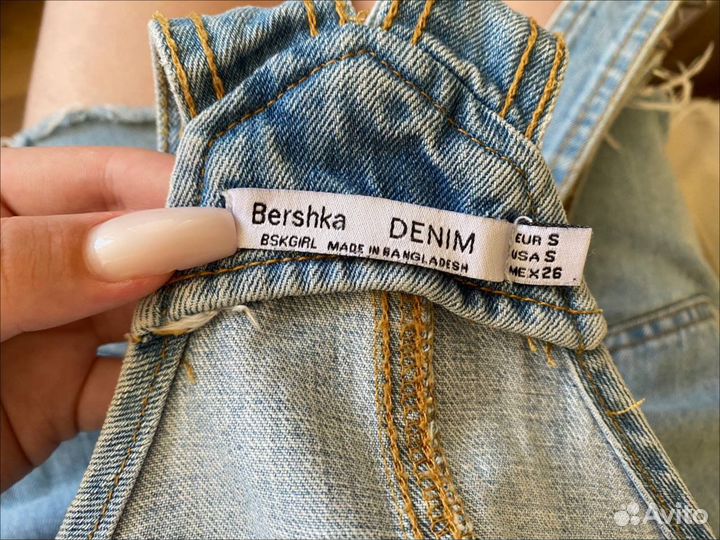 Bershka DENIM
BSKGIRL MADE IN BANGLADESH
EUR S
USA S
MEX 26
Avito